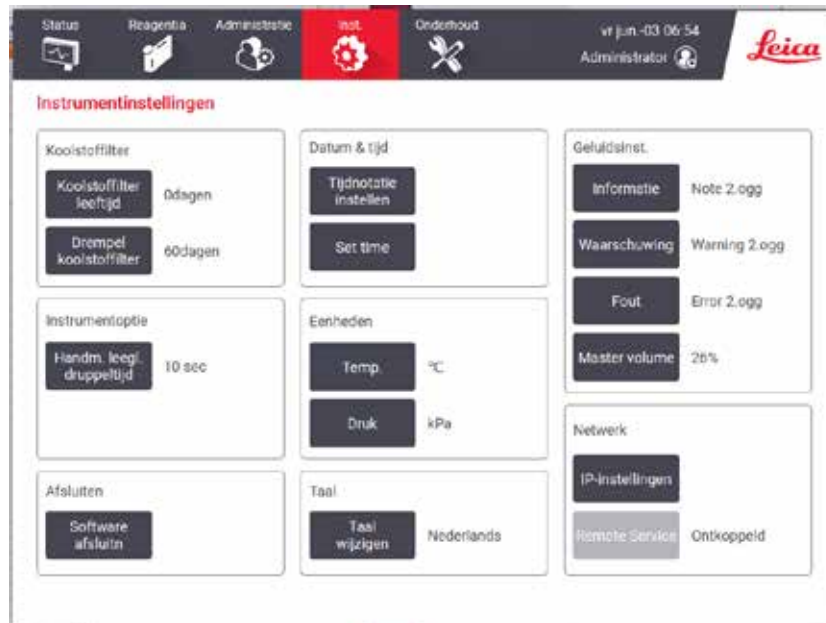 Status Reagentia Administratie Inst. Onderhoud
vr jun.-03 06:54
Administrator
Leica
Instrumentinstellingen
Koolstoffilter
Koolstoffilter
leeftijd
0dagen
Drempel
koolstoffilter
60dagen
Instrumentoptie
Handm. leegl.
druppeltijd
10 sec
Afsluiten
Software
afsluitn
Datum & tijd
Tijdnotatie
instellen
Set time
Eenheden
Temp.
°C
Druk
kPa
Taal
Taal
wijzigen
Nederlands
Geluidsinst.
Informatie
Note 2.ogg
Waarschuwing
Warning 2.ogg
Fout
Error 2.ogg
Master volume
26%
Netwerk
IP-instellingen
Remote Service
Ontkoppeld